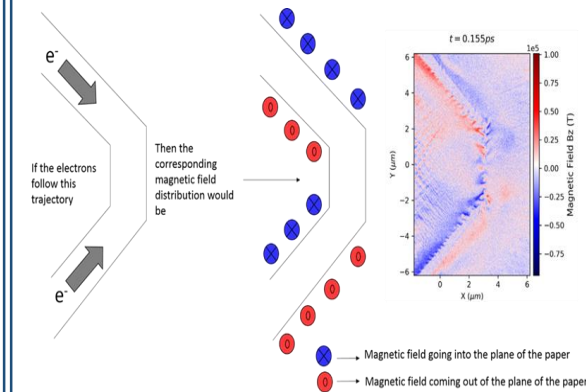 e-
If the electrons
follow this
trajectory
e-
Then the
corresponding
magnetic field
distribution would
be
t = 0.155ps
1e5
6
4
2
0
−2
−4
−6
Y (μm)
0 2 4 6
X (μm)
1.00
0.75
0.50
0.25
0.00
−0.25
−0.50
−0.75
Magnetic Field Bz (T)
Magnetic field going into the plane of the paper
Magnetic field coming out of the plane of the paper